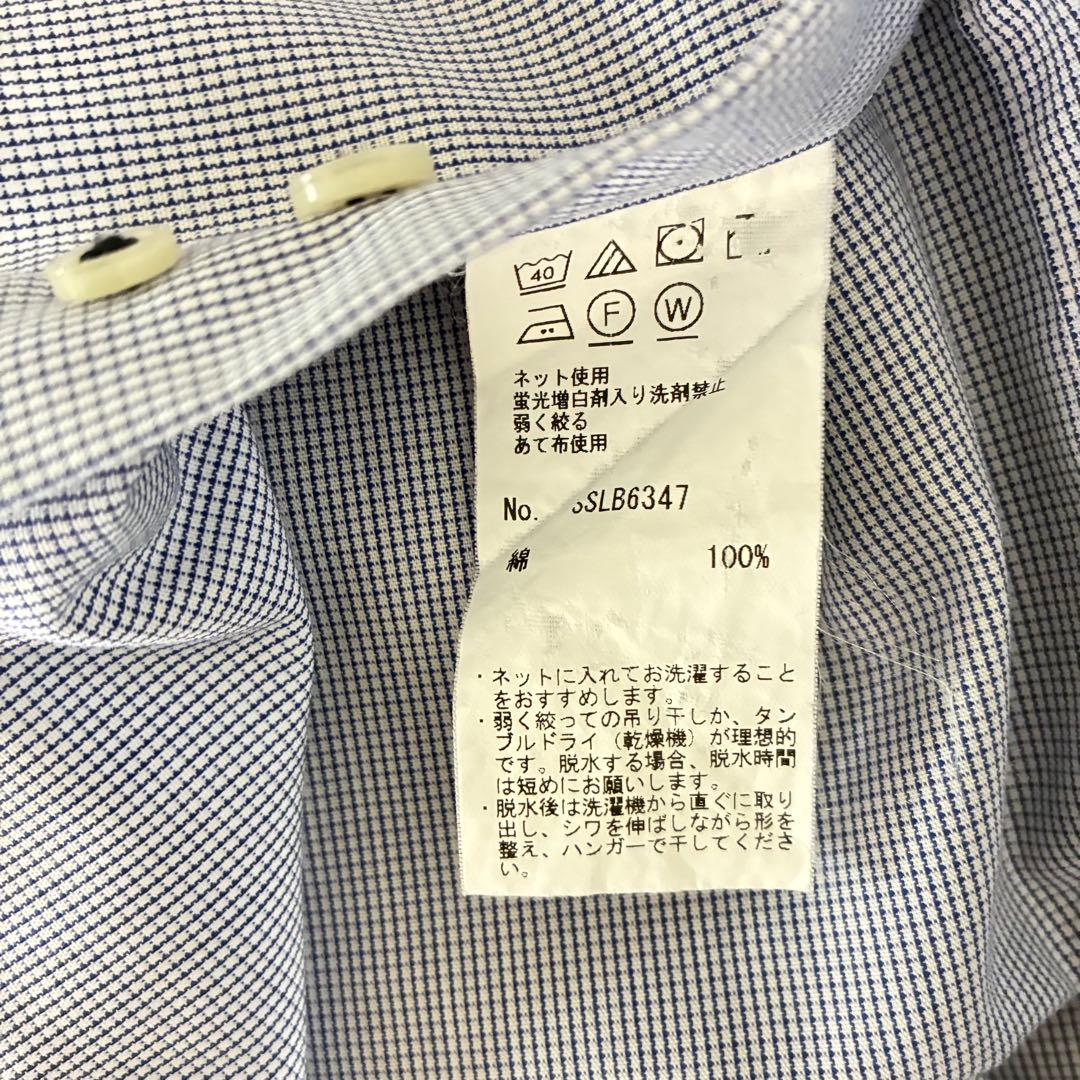 40
F W
ネット使用
蛍光増白剤入り洗剤禁止
弱く絞る
あて布使用
No. SSLB6347
綿 100%
・ネットに入れてお洗濯すること
をおすすめします。
・弱く絞っての吊り干しか、タン
ブルドライ（乾燥機）が理想的
です。脱水する場合、脱水時間
は短めにお願いします。
・脱水後は洗濯機から直ぐに取り
出し、シワを伸ばしながら形を
整え、ハンガーで干してくださ
い。